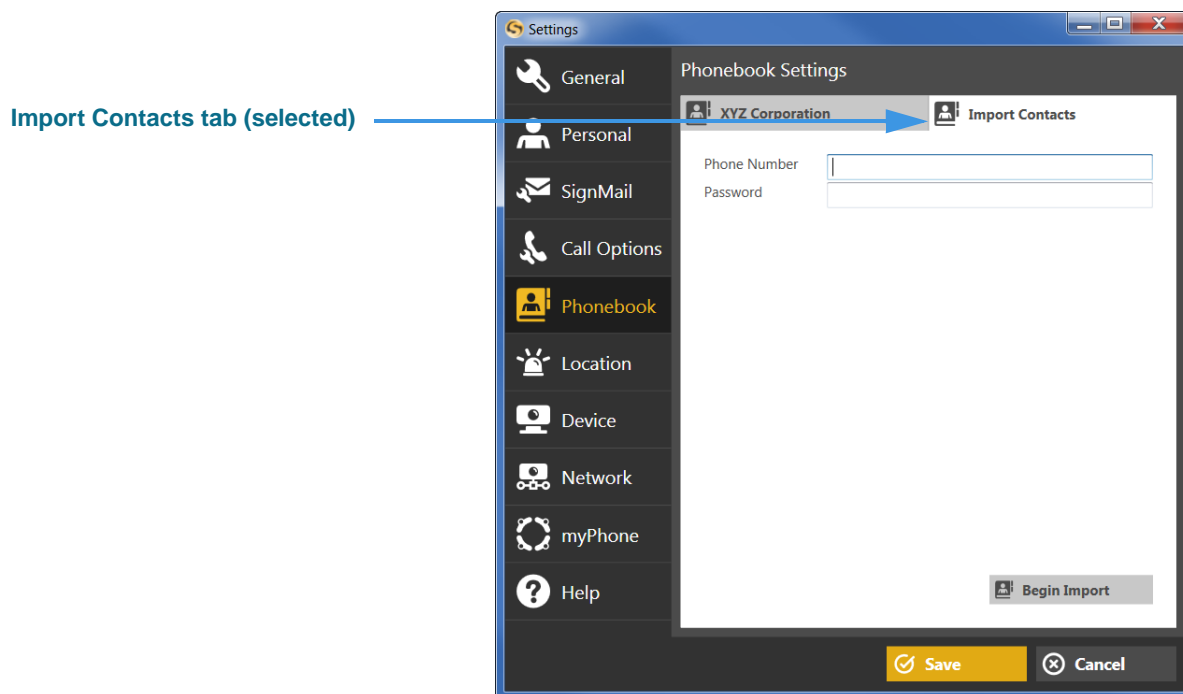 Settings
General
Personal
SignMail
Call Options
Phonebook
Location
Device
Network
myPhone
Help
Import Contacts tab (selected)
Phonebook Settings
XYZ Corporation
Import Contacts
Phone Number
Password
Begin Import
Save
Cancel